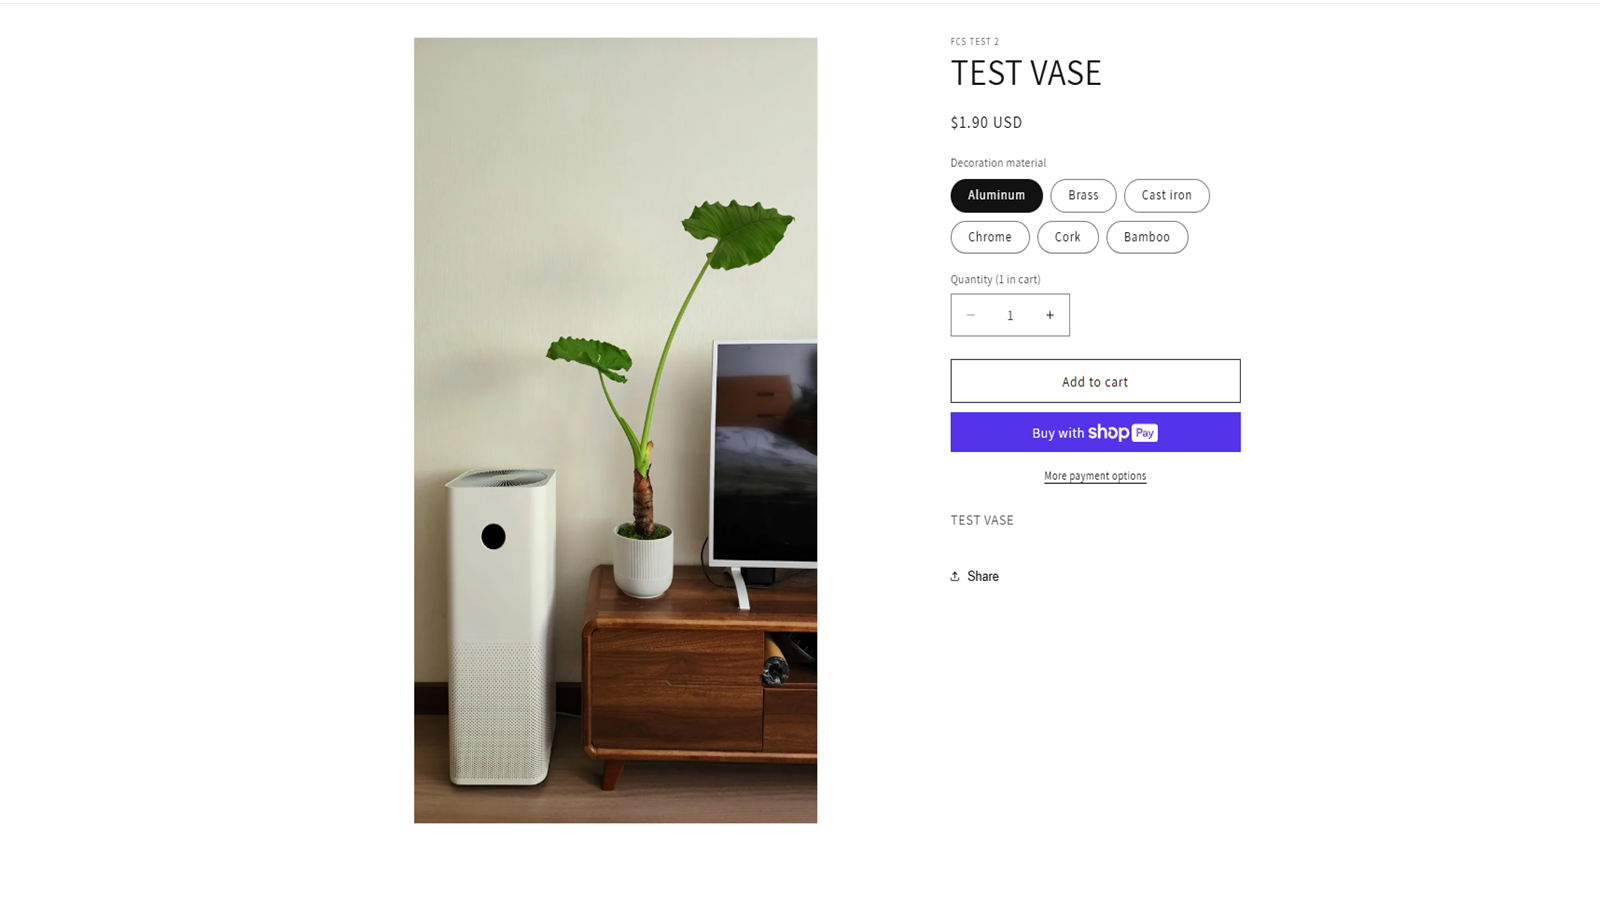 FCS TEST 2
TEST VASE
$1.90 USD
Decoration material
Aluminum Brass Cast iron
Chrome Cork Bamboo
Quantity (1 in cart)
− 1 +
Add to cart
Buy with shop Pay
More payment options
TEST VASE
Share